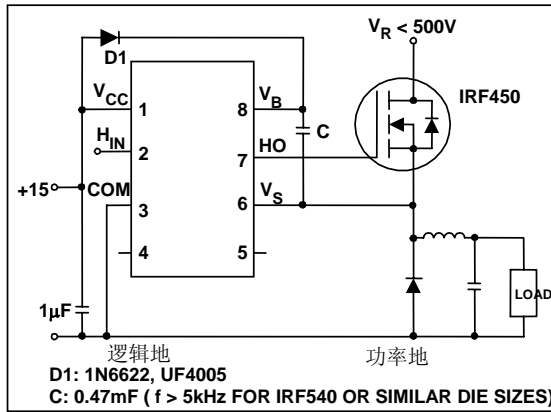 V_R < 500V
D1
IRF450
V_CC
1
8
V_B
C
H_IN
2
7
HO
+15
COM
3
6
V_S
4
5
1µF
LOAD
逻辑地
功率地
D1: 1N6622, UF4005
C: 0.47mF ( f > 5kHz FOR IRF540 OR SIMILAR DIE SIZES)